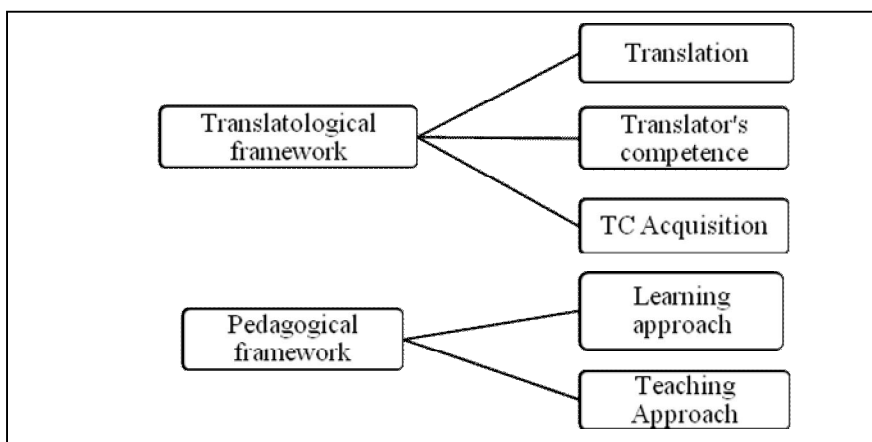 Translation
Translatological
framework
Translator's
competence
TC Acquisition
Pedagogical
framework
Learning
approach
Teaching
Approach